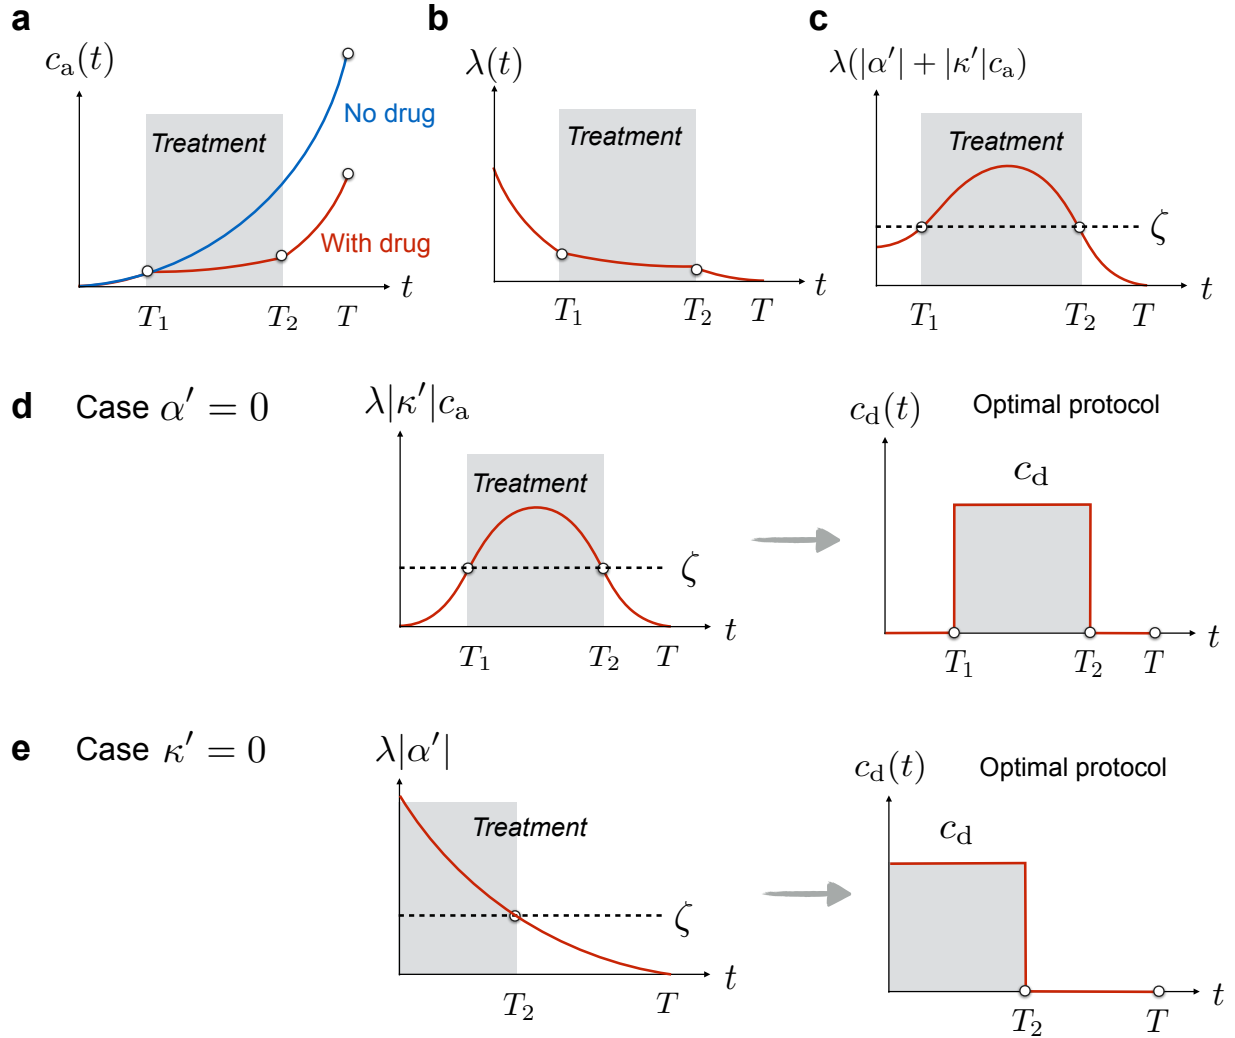 a
c_a(t)
Treatment
No drug
With drug
t
T_1
T_2
T
b
λ(t)
Treatment
t
T_1
T_2
T
c
λ(|α′| + |κ′|c_a)
Treatment
ζ
t
T_1
T_2
T
d Case α′ = 0
λ|κ′|c_a
Treatment
ζ
t
T_1
T_2
T
c_d(t)
Optimal protocol
c_d
t
T_1
T_2
T
e Case κ′ = 0
λ|α′|
Treatment
ζ
t
T_2
T
c_d(t)
Optimal protocol
c_d
t
T_2
T